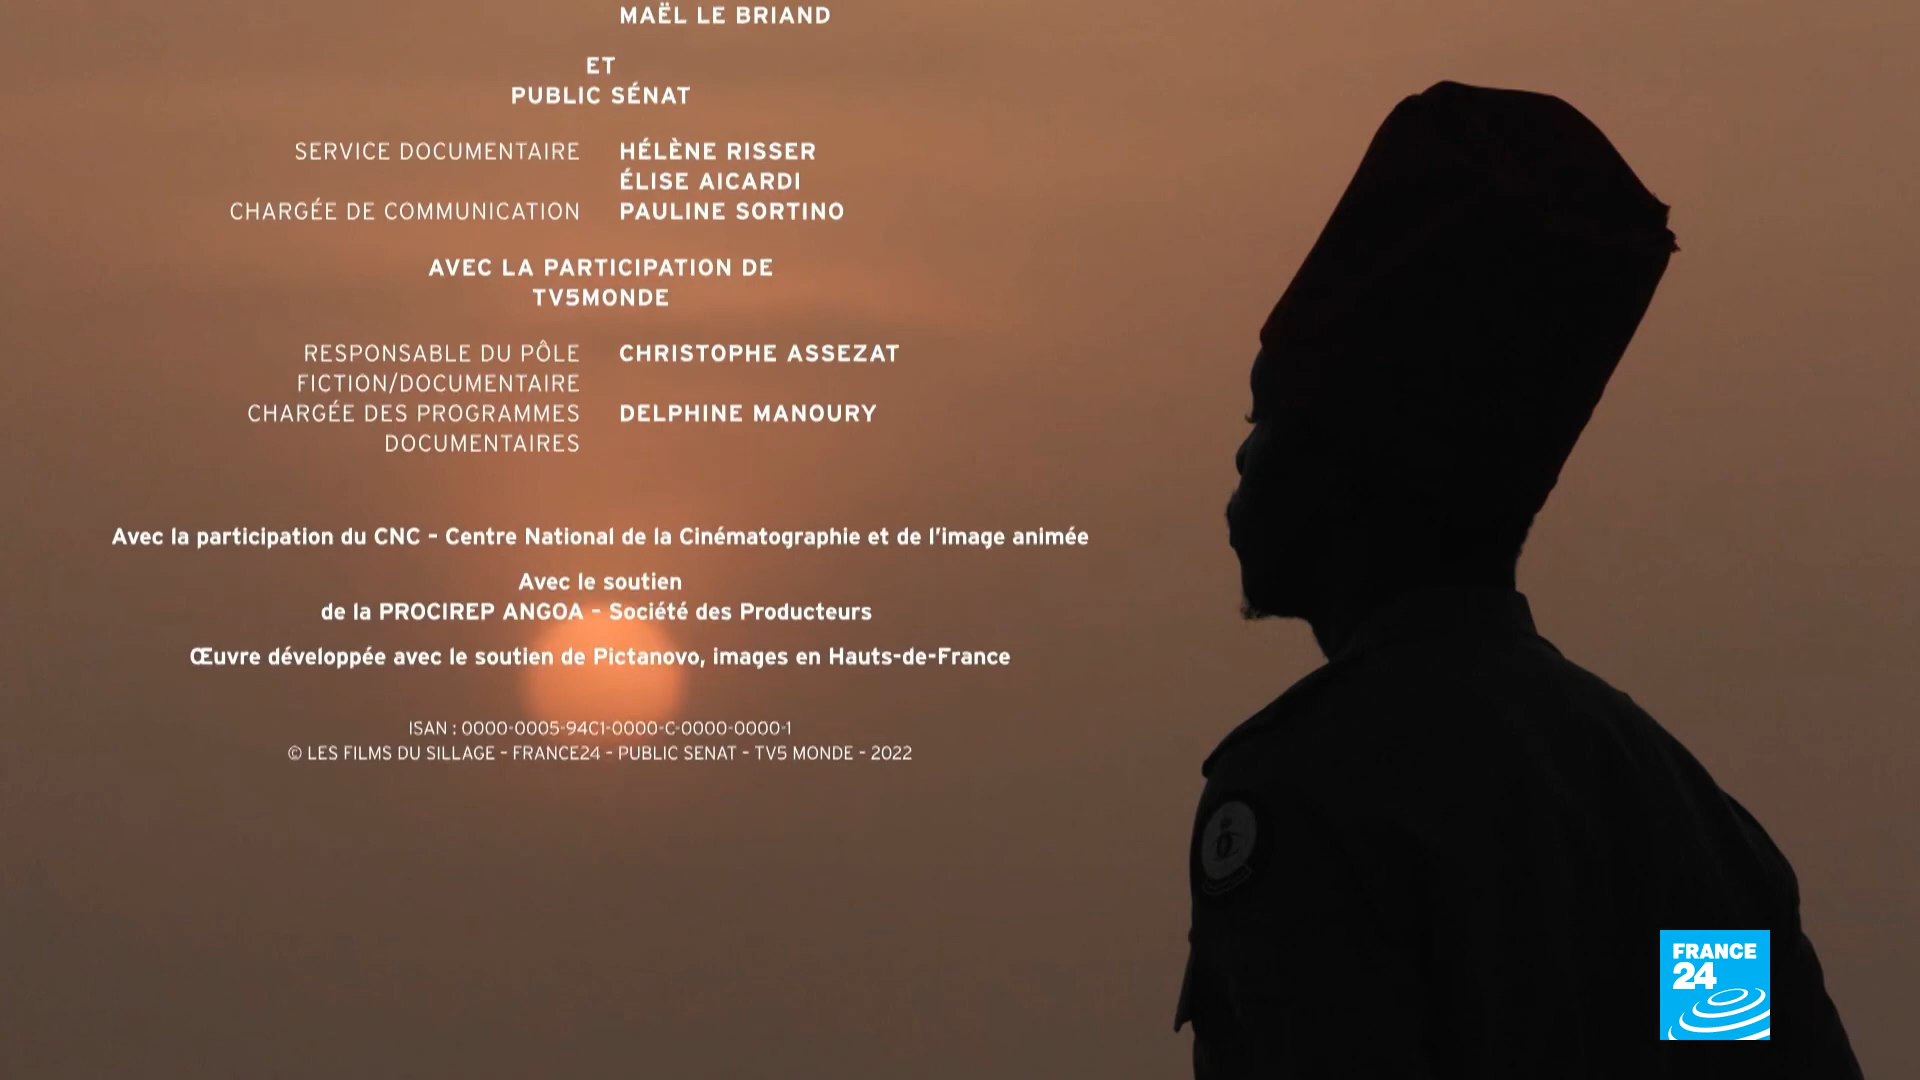 MAËL LE BRIAND
ET
PUBLIC SÉNAT
SERVICE DOCUMENTAIRE HÉLÈNE RISSER
ÉLISE AICARDI
CHARGÉE DE COMMUNICATION PAULINE SORTINO
AVEC LA PARTICIPATION DE
TV5MONDE
RESPONSABLE DU PÔLE CHRISTOPHE ASSEZAT
FICTION/DOCUMENTAIRE
CHARGÉE DES PROGRAMMES DELPHINE MANOURY
DOCUMENTAIRES
Avec la participation du CNC – Centre National de la Cinématographie et de l'image animée
Avec le soutien
de la PROCIREP ANGOA – Société des Producteurs
Œuvre développée avec le soutien de Pictanovo, images en Hauts-de-France
ISAN : 0000-0005-94C1-0000-C-0000-0000-1
© LES FILMS DU SILLAGE – FRANCE24 – PUBLIC SENAT – TV5 MONDE – 2022
FRANCE
24